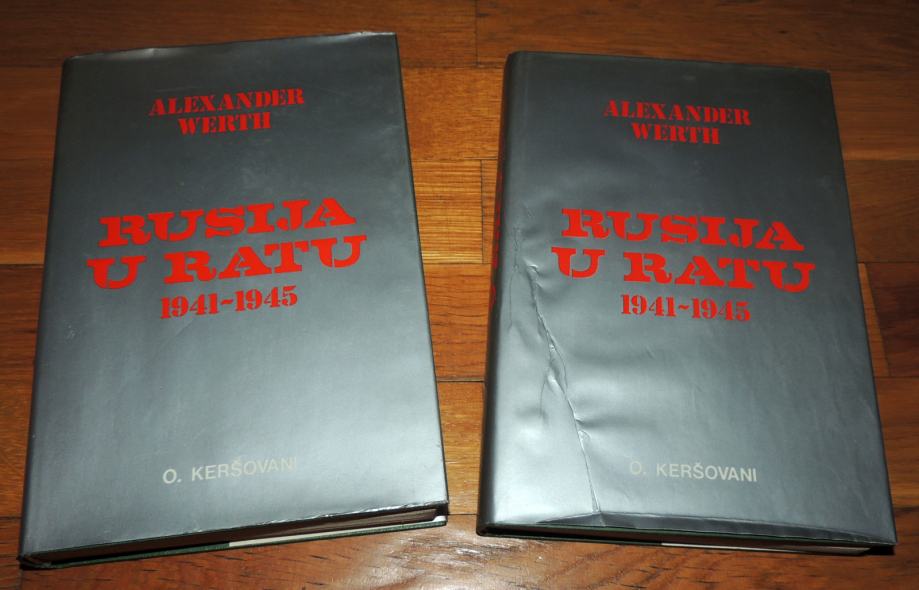 ALEXANDER
WERTH
RUSIJA
U RATU
1941~1945
O. KERŠOVANI
ALEXANDER
WERTH
RUSIJA
U RATU
1941~1945
O. KERŠOVANI